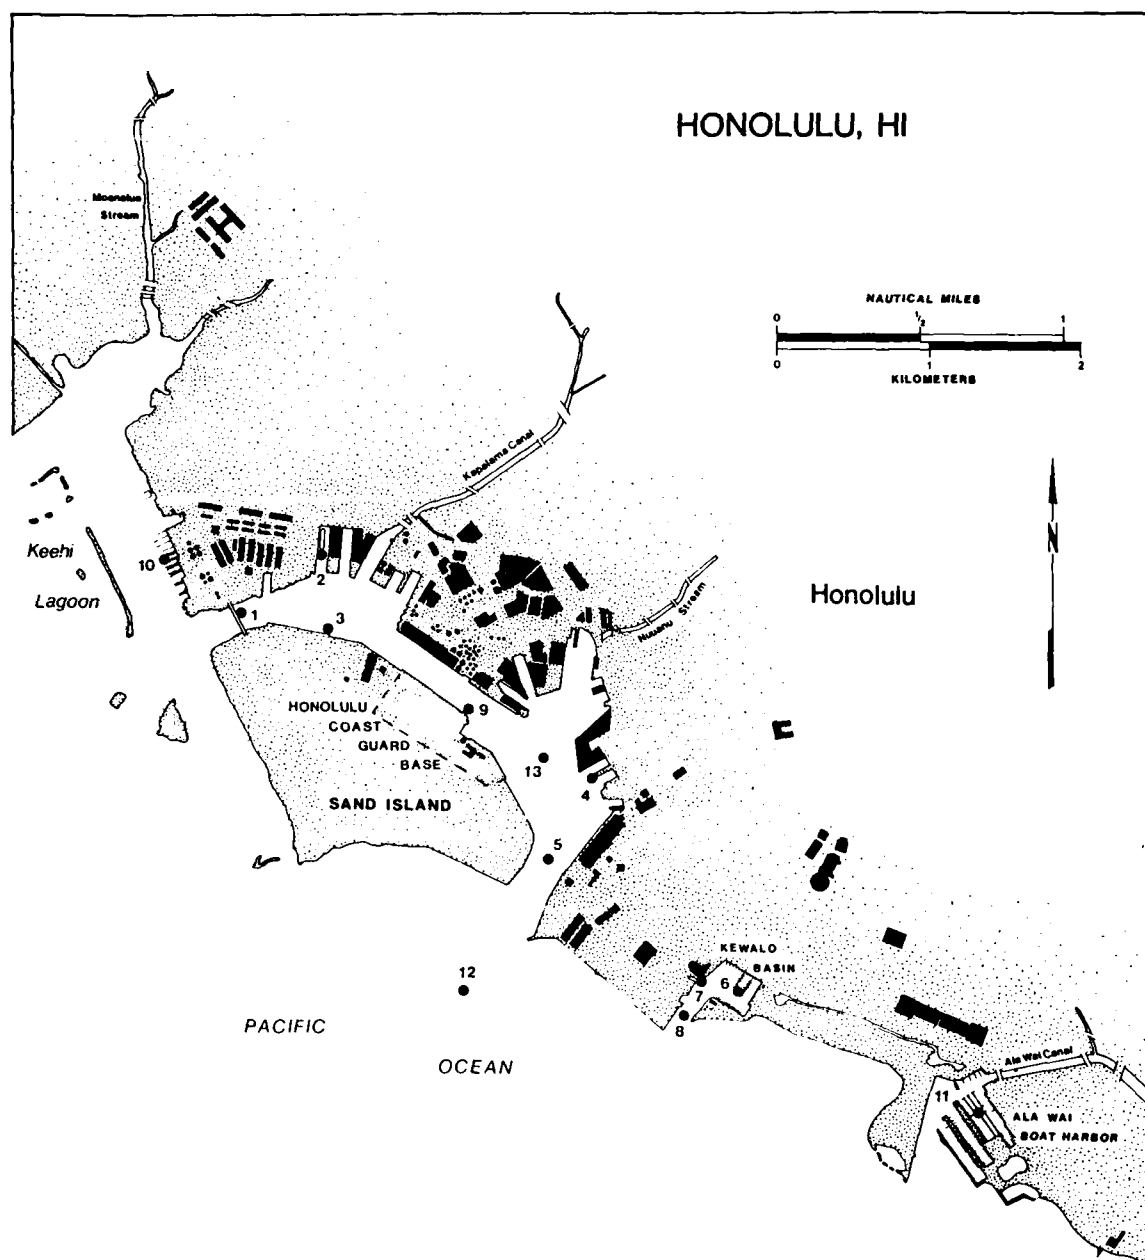 HONOLULU, HI
Moanalua
Stream
NAUTICAL MILES
0 1/2 1
0 1 2
KILOMETERS
Kapalama Canal
N
Keehi
Lagoon
10
2
1
3
Nuuanu
Stream
Honolulu
HONOLULU
COAST
GUARD
BASE
9
13
4
SAND ISLAND
5
12
PACIFIC
OCEAN
KEWALO
BASIN
7
6
8
Ala Wai Canal
11
ALA WAI
BOAT HARBOR